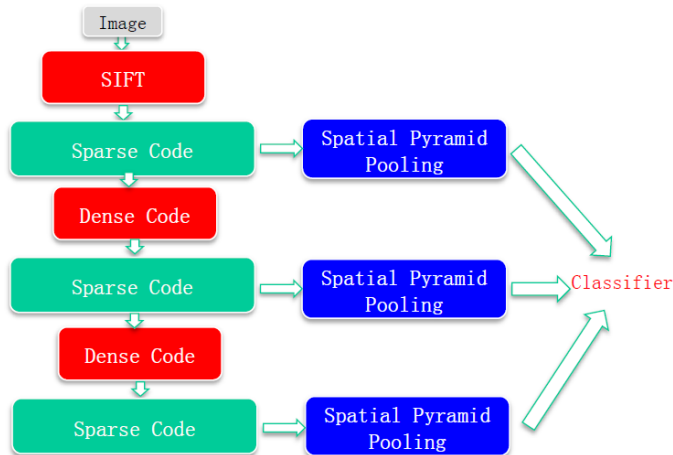 Image
SIFT
Sparse Code
Spatial Pyramid
Pooling
Dense Code
Sparse Code
Spatial Pyramid
Pooling
Classifier
Dense Code
Sparse Code
Spatial Pyramid
Pooling